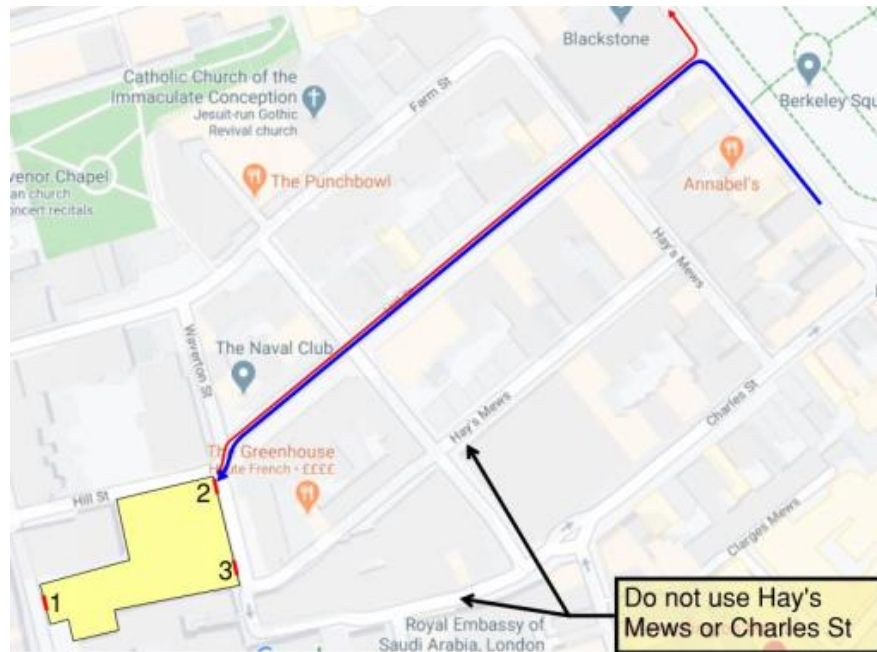 Blackstone
Catholic Church of the
Immaculate Conception
Jesuit-run Gothic
Revival church
Farm St
Berkeley Squ
venor Chapel
an church
concert recitals
The Punchbowl
Annabel's
Hay's Mews
Waverton St
The Naval Club
Charles St
Hay's Mews
The Greenhouse
Haute French • ££££
Hill St
2
Clarges Mews
3
1
Do not use Hay's
Mews or Charles St
Royal Embassy of
Saudi Arabia, London